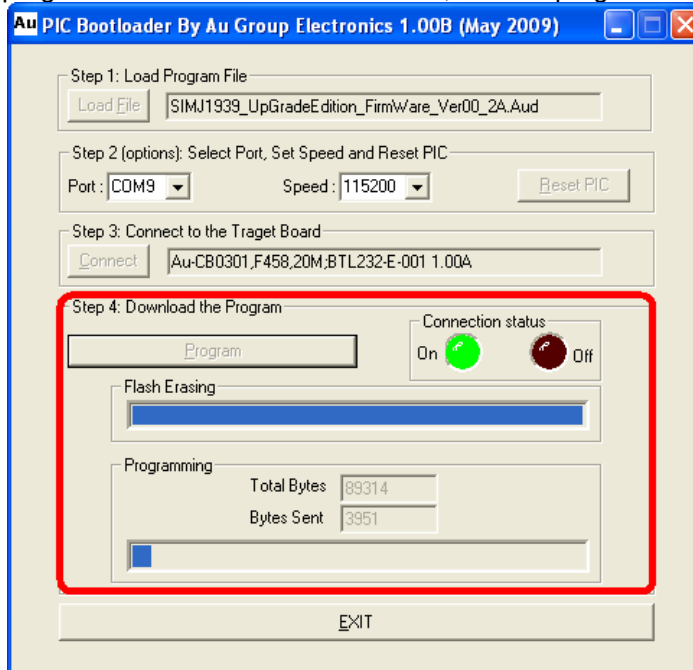 Au PIC Bootloader By Au Group Electronics 1.00B (May 2009)
Step 1: Load Program File
Load File SIMJ1939_UpGradeEdition_FirmWare_Ver00_2A.Aud
Step 2 (options): Select Port, Set Speed and Reset PIC
Port : COM9 Speed : 115200 Reset PIC
Step 3: Connect to the Traget Board
Connect Au-CB0301,F458,20M;BTL232-E-001 1.00A
Step 4: Download the Program
Connection status
Program On Off
Flash Erasing
Programming
Total Bytes 89314
Bytes Sent 3951
EXIT